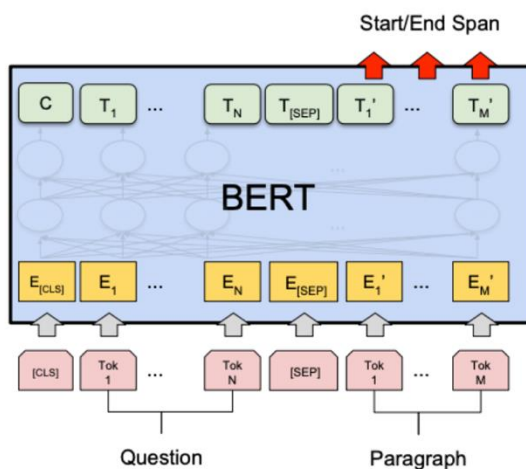 Start/End Span
C T1 ... TN T[SEP] T1' ... TM'
...
BERT
...
E[CLS] E1 ... EN E[SEP] E1' ... EM'
[CLS] Tok 1 ... Tok N [SEP] Tok 1 ... Tok M
Question Paragraph